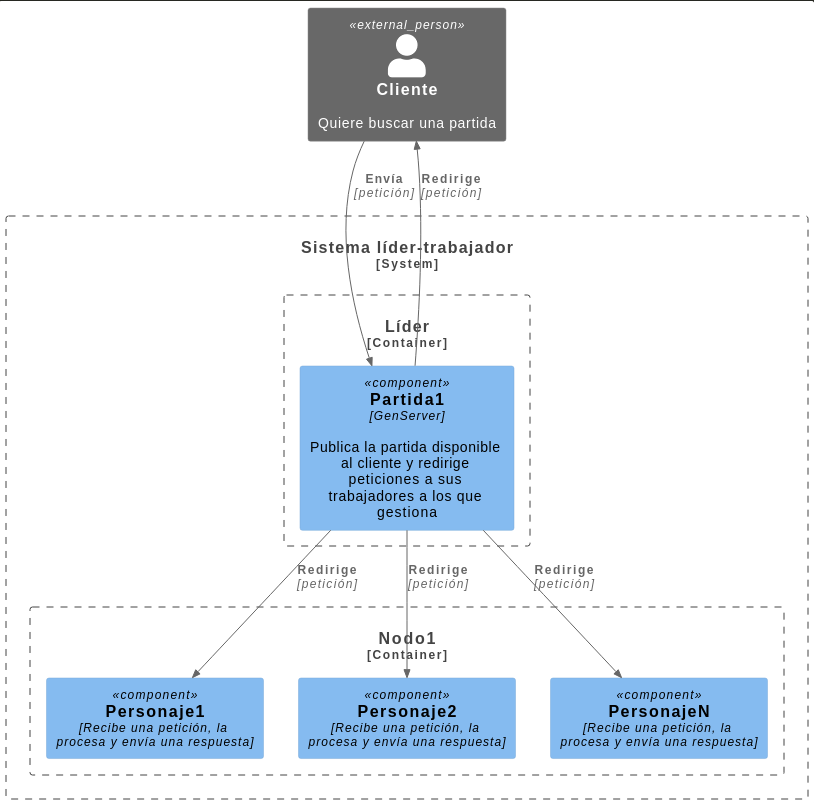 «external_person»
Cliente
Quiere buscar una partida
Envía
[petición]
Redirige
[petición]
Sistema líder-trabajador
[System]
Líder
[Container]
«component»
Partida1
[GenServer]
Publica la partida disponible
al cliente y redirige
peticiones a sus
trabajadores a los que
gestiona
Redirige
[petición]
Redirige
[petición]
Redirige
[petición]
Nodo1
[Container]
«component»
Personaje1
[Recibe una petición, la
procesa y envía una respuesta]
«component»
Personaje2
[Recibe una petición, la
procesa y envía una respuesta]
«component»
PersonajeN
[Recibe una petición, la
procesa y envía una respuesta]